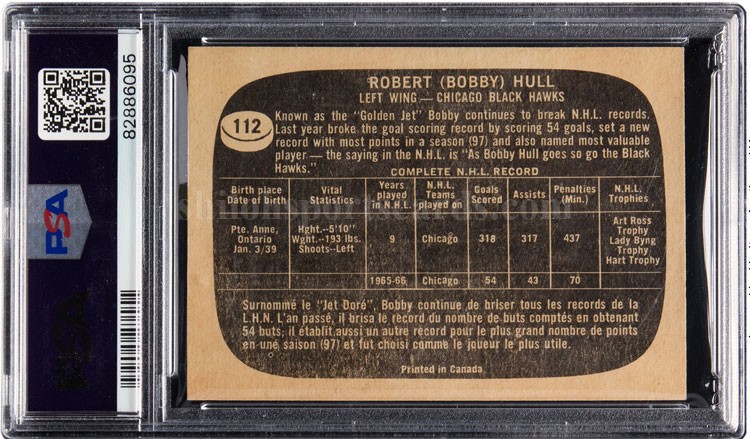 82886095
PSA
PSA
112
ROBERT (BOBBY) HULL
LEFT WING — CHICAGO BLACK HAWKS
Known as the "Golden Jet" Bobby continues to break N.H.L. records.
Last year broke the goal scoring record by scoring 54 goals, set a new
record with most points in a season (97) and also named most valuable
player — the saying in the N.H.L. is "As Bobby Hull goes so go the Black
Hawks."
COMPLETE N.H.L. RECORD
Birth place Date of birth | Vital Statistics | Years played in N.H.L. | N.H.L. Teams played on | Goals Scored | Assists | Penalties (Min.) | N.H.L. Trophies
Pte. Anne, Ontario Jan. 3/39 | Hght.--5'10" Wght.--193 lbs. Shoots--Left | 9 | Chicago | 318 | 317 | 437 | Art Ross Trophy Lady Byng Trophy Hart Trophy
1965-66 | Chicago | 54 | 43 | 70
Surnommé le "Jet Doré", Bobby continue de briser tous les records de la
L.H.N. L'an passé, il brisa le record du nombre de buts comptés en obtenant
54 buts; il établit aussi un autre record pour le plus grand nombre de points
en une saison (97) et fut choisi comme le joueur le plus utile.
Printed in Canada